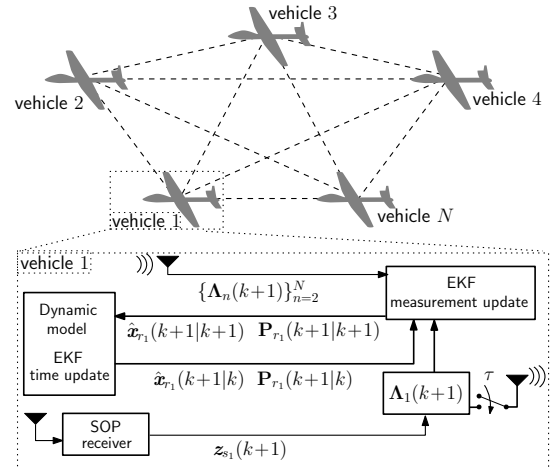 vehicle 3
vehicle 2
vehicle 4
vehicle 1
vehicle N
vehicle 1
{Λₙ(k+1)}ᴺₙ₌₂
EKF
measurement update
Dynamic
model
EKF
time update
x̂ᵣ₁(k+1|k+1) Pᵣ₁(k+1|k+1)
x̂ᵣ₁(k+1|k) Pᵣ₁(k+1|k)
Λ₁(k+1)
τ
SOP
receiver
zₛ₁(k+1)